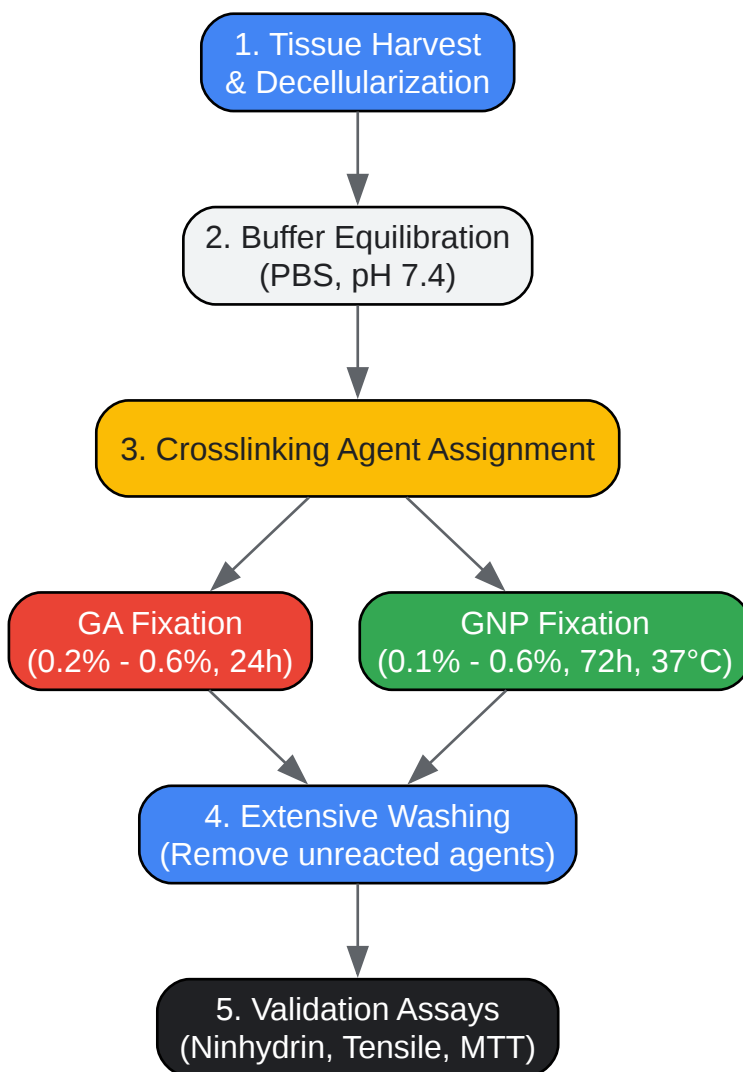 1. Tissue Harvest
& Decellularization
2. Buffer Equilibration
(PBS, pH 7.4)
3. Crosslinking Agent Assignment
GA Fixation
(0.2% - 0.6%, 24h)
GNP Fixation
(0.1% - 0.6%, 72h, 37°C)
4. Extensive Washing
(Remove unreacted agents)
5. Validation Assays
(Ninhydrin, Tensile, MTT)